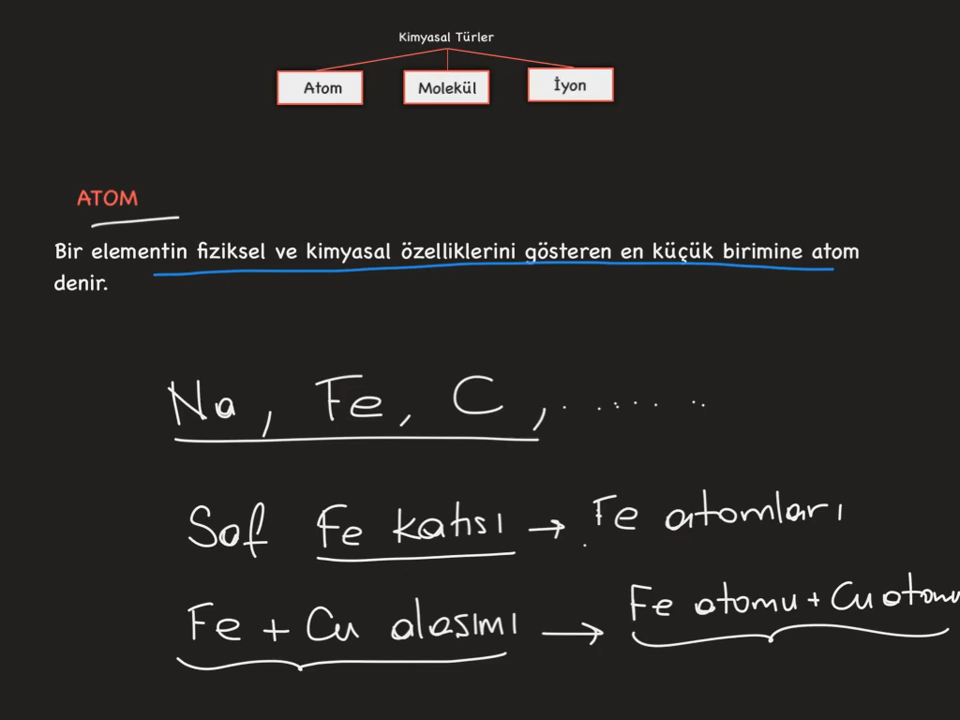 Kimyasal Türler
Atom Molekül İyon
ATOM
Bir elementin fiziksel ve kimyasal özelliklerini gösteren en küçük birimine atom
denir.
Na, Fe, C, . . . . . . . .
Saf Fe katısı → Fe atomları
Fe + Cu alaşımı → Fe atomu + Cu atomu